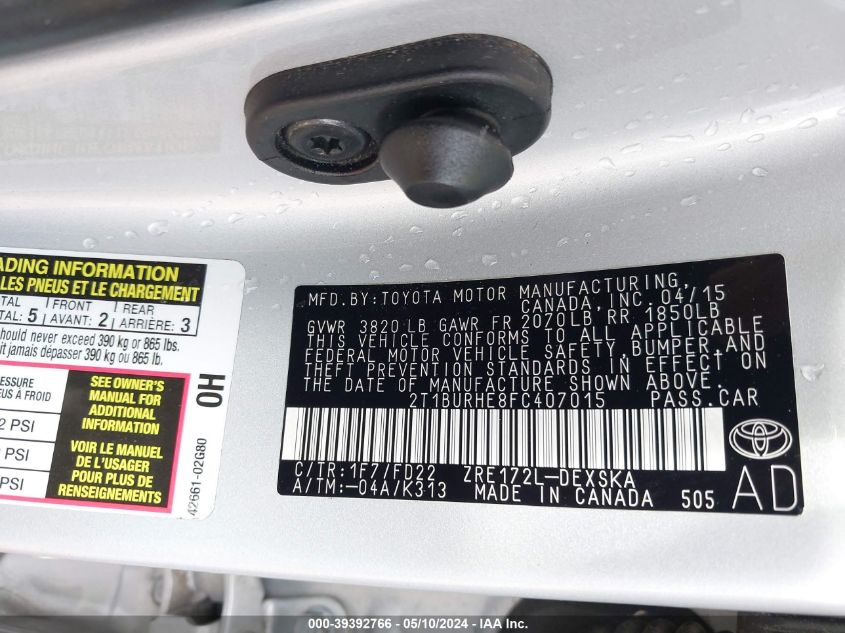 ADING INFORMATION
LES PNEUS ET LE CHARGEMENT
TOTAL FRONT REAR
TAL: 5 AVANT: 2 ARRIÈRE: 3
hould never exceed 390 kg or 865 lbs.
it jamais dépasser 390 kg ou 865 lb.
ESSURE
US À FROID
2 PSI
PSI
PSI
SEE OWNER'S
MANUAL FOR
ADDITIONAL
INFORMATION
VOIR LE MANUEL
DE L'USAGER
POUR PLUS DE
RENSEIGNEMENTS
OH
42661-02G80
MFD. BY: TOYOTA MOTOR MANUFACTURING,
CANADA, INC. 04/15
GVWR 3820 LB GAWR FR 2070LB, RR 1850LB
THIS VEHICLE CONFORMS TO ALL APPLICABLE
FEDERAL MOTOR VEHICLE SAFETY, BUMPER, AND
THEFT PREVENTION STANDARDS IN EFFECT ON
THE DATE OF MANUFACTURE SHOWN ABOVE.
2T1BURHE8FC407015 PASS.CAR
C/TR: 1F7/FD22 ZRE172L-DEXSKA
A/TM: -04A/K313 MADE IN CANADA 505
AD
000-39392766 - 05/10/2024 - IAA Inc.